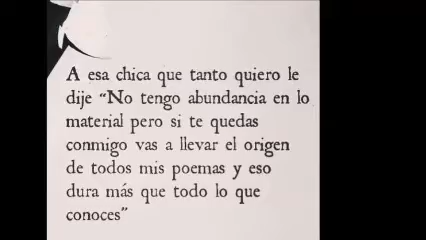 A esa chica que tanto quiero le
dije “No tengo abundancia en lo
material pero si te quedas
conmigo vas a llevar el origen
de todos mis poemas y eso
dura más que todo lo que
conoces”